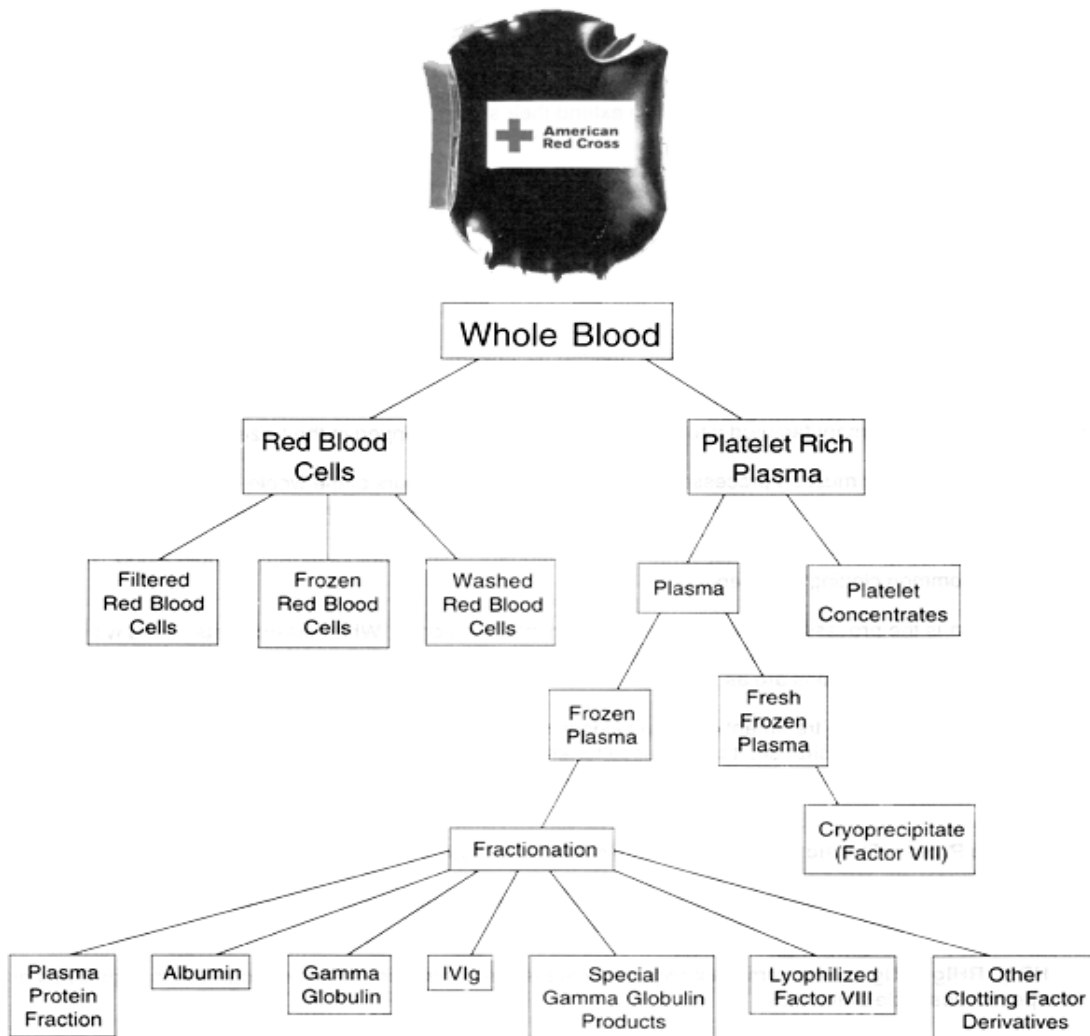 American
Red Cross
Whole Blood
Red Blood
Cells
Platelet Rich
Plasma
Filtered
Red Blood
Cells
Frozen
Red Blood
Cells
Washed
Red Blood
Cells
Plasma
Platelet
Concentrates
Frozen
Plasma
Fresh
Frozen
Plasma
Cryoprecipitate
(Factor VIII)
Fractionation
Plasma
Protein
Fraction
Albumin
Gamma
Globulin
IVIg
Special
Gamma Globulin
Products
Lyophilized
Factor VIII
Other
Clotting Factor
Derivatives